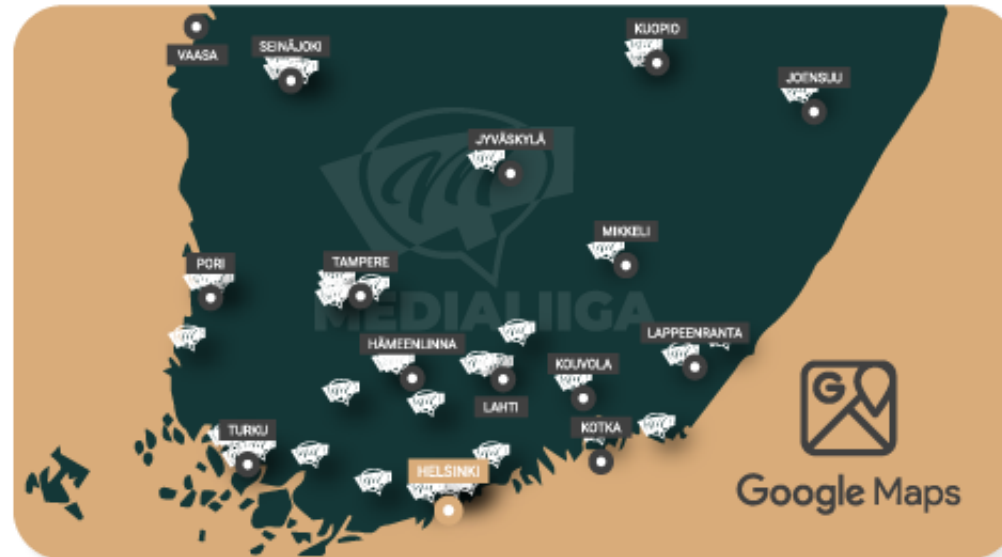 VAASA
SEINÄJOKI
KUOPIO
JOENSUU
JYVÄSKYLÄ
MIKKELI
PORI
TAMPERE
MEDIALIIGA
HÄMEENLINNA
LAHTI
KOUVOLA
LAPPEENRANTA
TURKU
KOTKA
HELSINKI
G
Google Maps